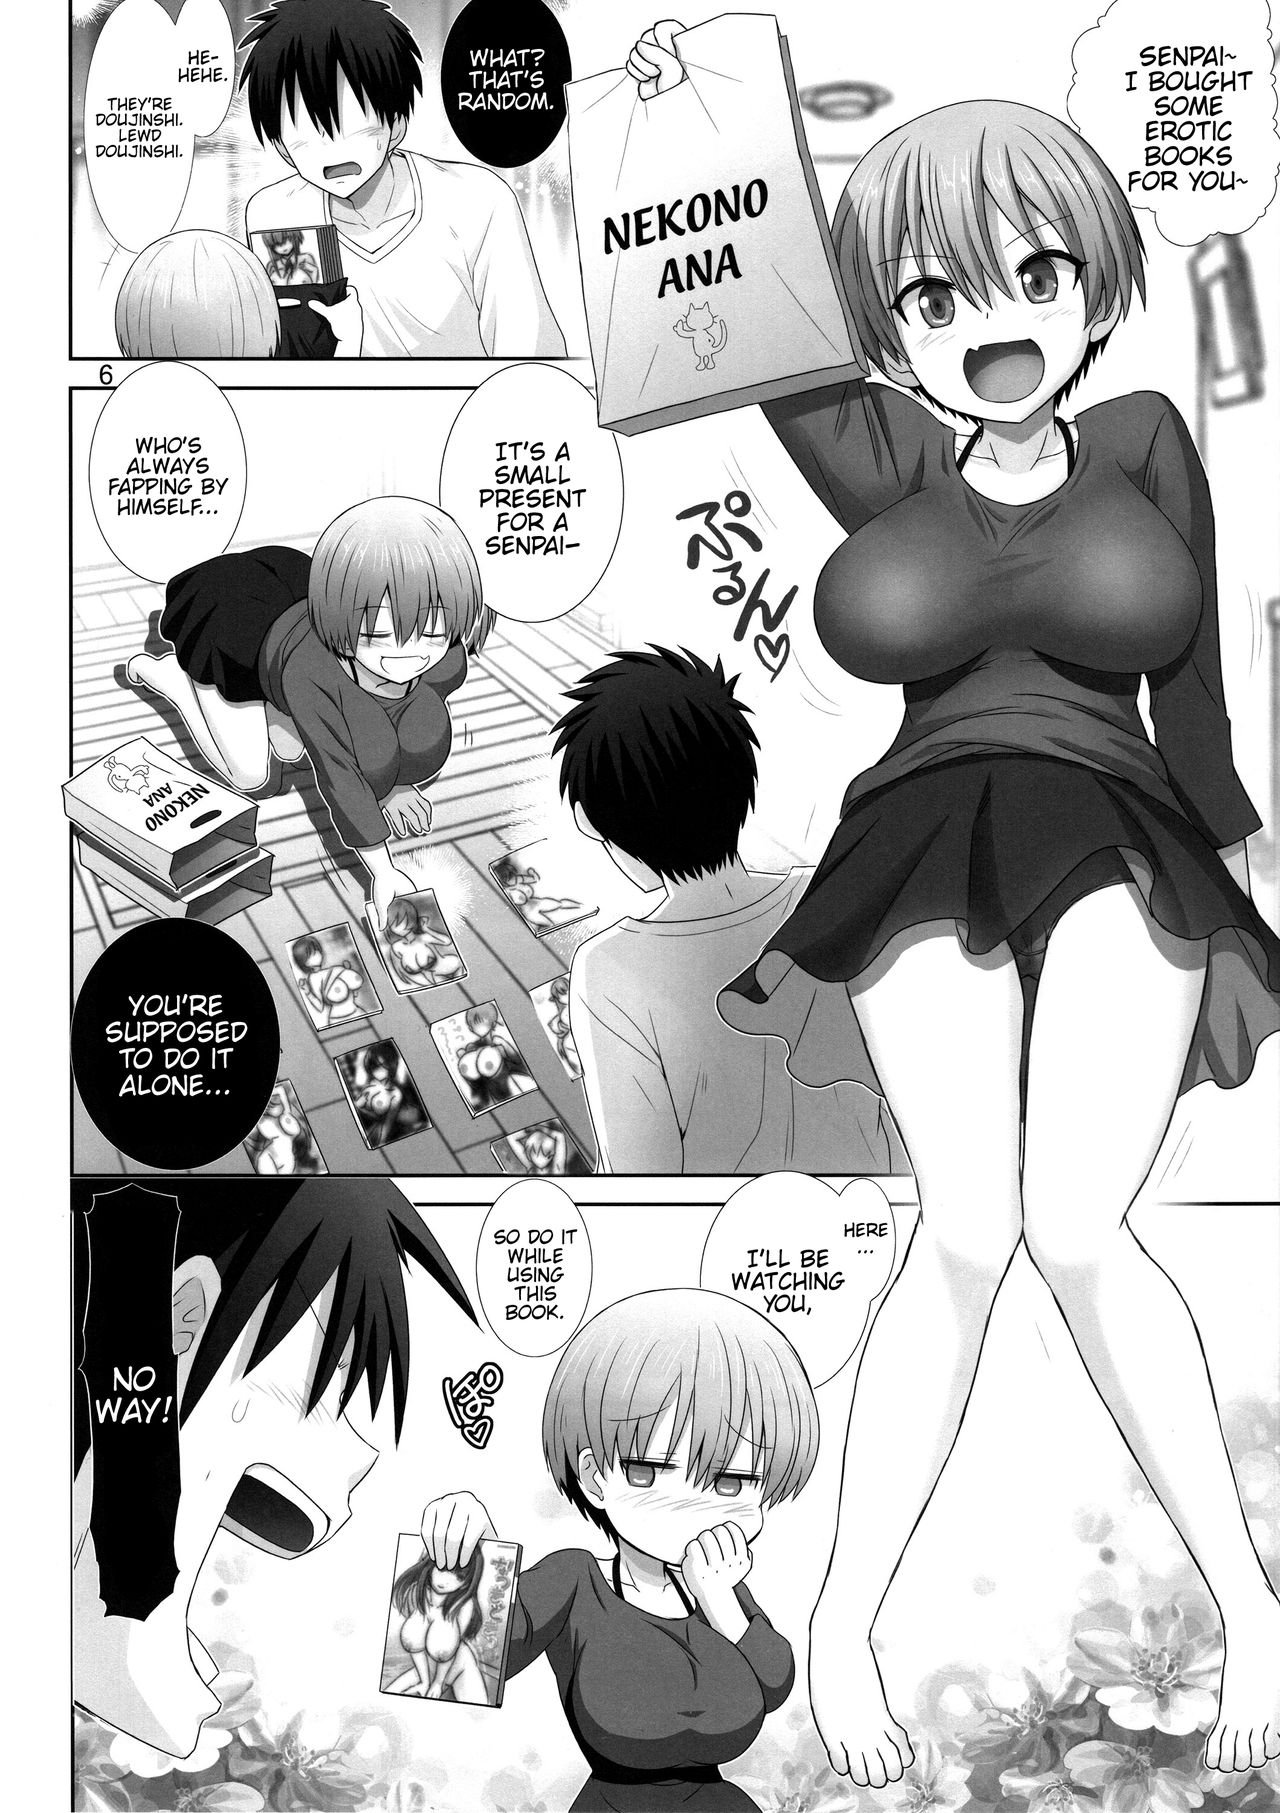 SENPAI~
I BOUGHT
SOME
EROTIC
BOOKS
FOR YOU~
NEKONO
ANA
ぷるん♡
WHAT?
THAT'S
RANDOM.
HE-
HEHE.
THEY'RE
DOUJINSHI.
LEWD
DOUJINSHI.
6
IT'S A
SMALL
PRESENT
FOR A
SENPAI-
WHO'S
ALWAYS
FAPPING BY
HIMSELF...
NEKONO
ANA
YOU'RE
SUPPOSED
TO DO IT
ALONE...
HERE
...
I'LL BE
WATCHING
YOU,
SO DO IT
WHILE
USING
THIS
BOOK.
ぽ♡
NO
WAY!